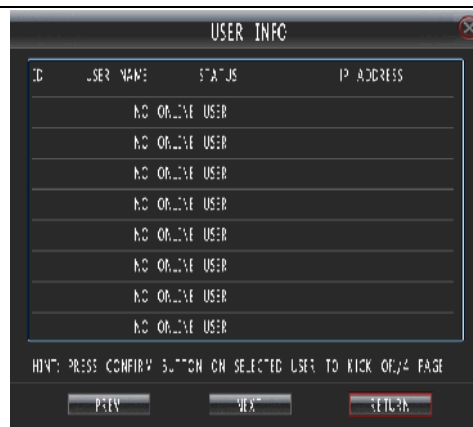 USER INFO
ID USER NAME STATUS IP ADDRESS
NO ONLINE USER
NO ONLINE USER
NO ONLINE USER
NO ONLINE USER
NO ONLINE USER
NO ONLINE USER
NO ONLINE USER
NO ONLINE USER
HINT: PRESS CONFIRM BUTTON ON SELECTED USER TO KICK PAGE
PREV NEXT RETURN